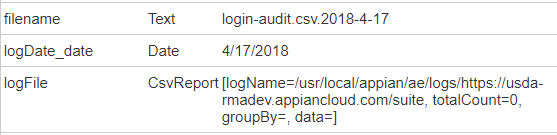 filename Text login-audit.csv.2018-4-17
logDate_date Date 4/17/2018
logFile CsvReport [logName=/usr/local/appian/ae/logs/https://usda-
rmadev.appiancloud.com/suite, totalCount=0,
groupBy=, data=]